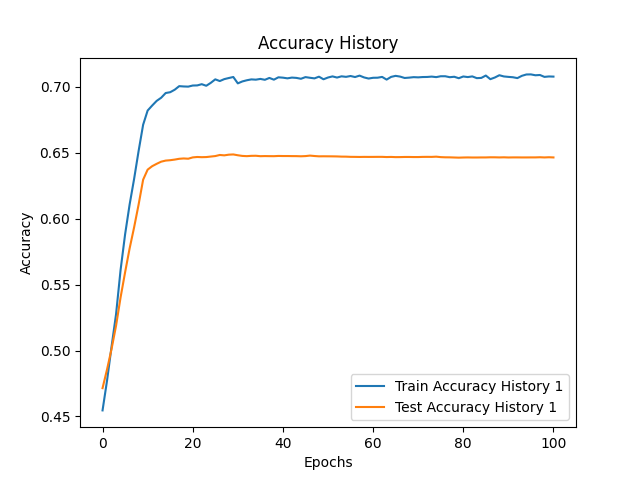 Accuracy History
0.70
0.65
0.60
0.55
0.50
0.45
Accuracy
0 20 40 60 80 100
Epochs
Train Accuracy History 1
Test Accuracy History 1